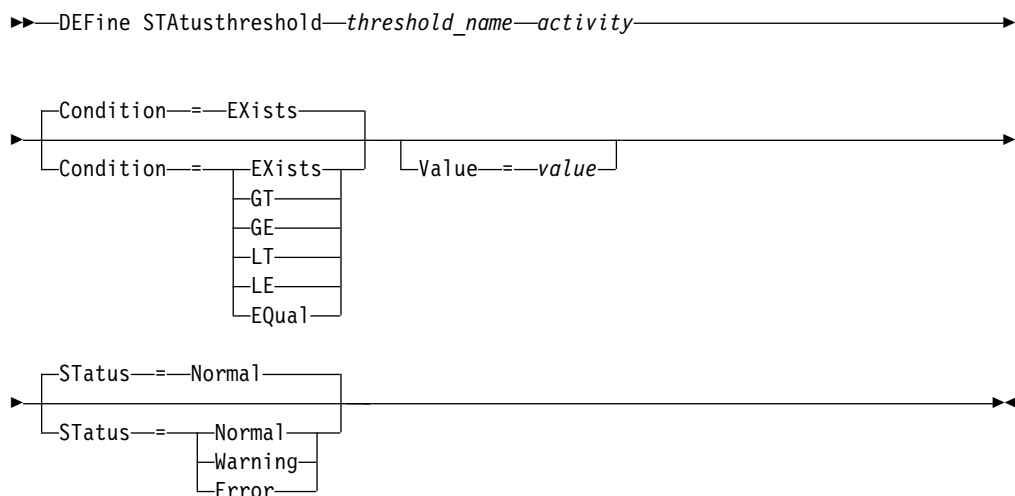 DEFine STAtusthreshold threshold_name activity
Condition = EXists
Condition = EXists
GT
GE
LT
LE
EQual
Value = value
STatus = Normal
STatus = Normal
Warning
Error